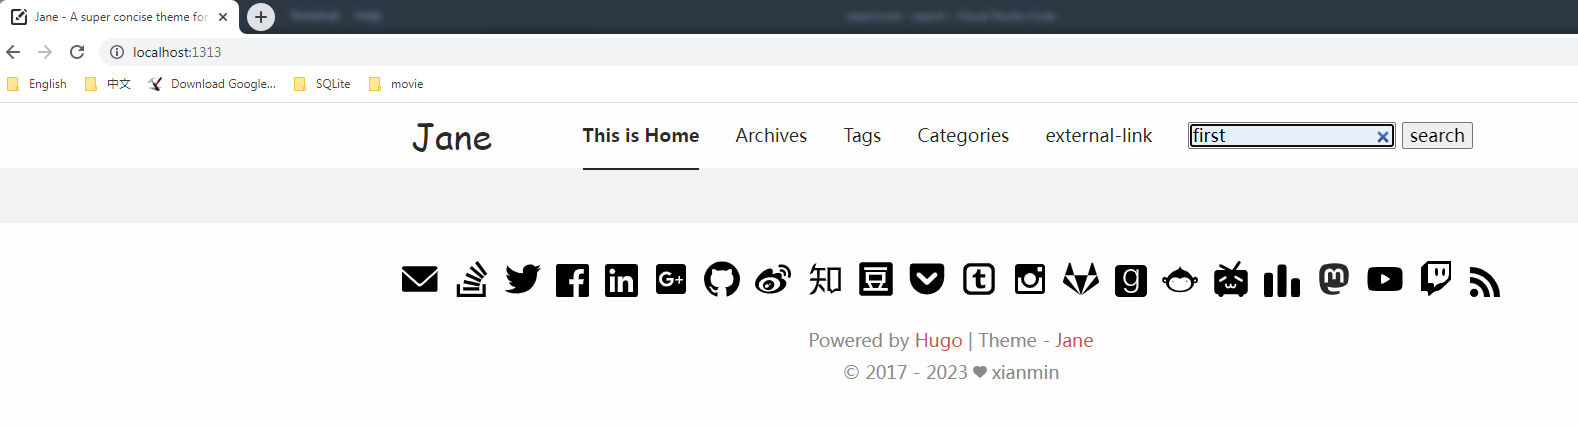 Jane - A super concise theme for
localhost:1313
English 中文 Download Google... SQLite movie
Jane This is Home Archives Tags Categories external-link first search
知 豆
Powered by Hugo | Theme - Jane
© 2017 - 2023 xianmin